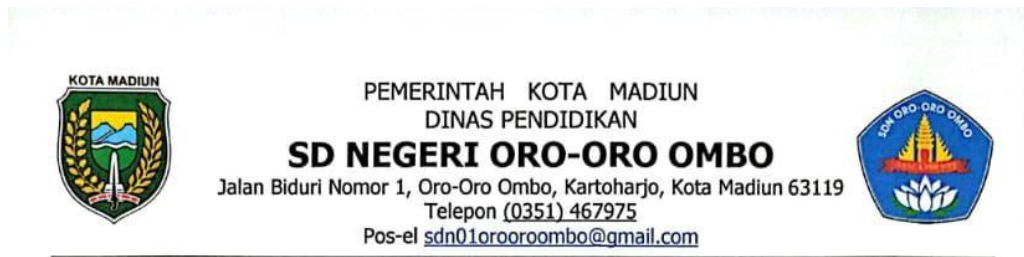 KOTA MADIUN
PEMERINTAH KOTA MADIUN
DINAS PENDIDIKAN
SD NEGERI ORO-ORO OMBO
Jalan Biduri Nomor 1, Oro-Oro Ombo, Kartoharjo, Kota Madiun 63119
Telepon (0351) 467975
Pos-el sdn01orooroombo@gmail.com
SDN ORO-ORO OMBO